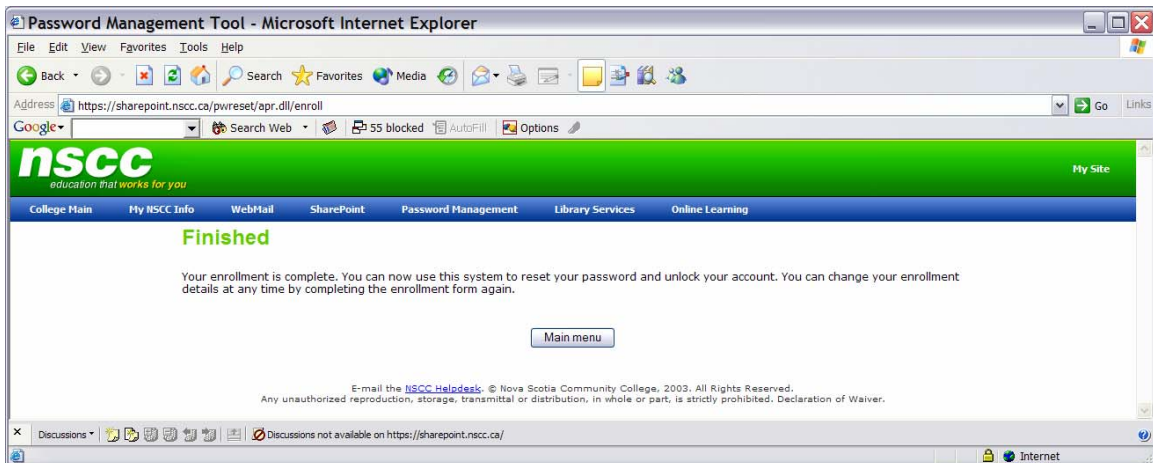 Password Management Tool - Microsoft Internet Explorer
File Edit View Favorites Tools Help
Back Search Favorites Media
Address https://sharepoint.nscc.ca/pwreset/apr.dll/enroll Go Links
Google Search Web 55 blocked AutoFill Options
nscc
education that works for you
My Site
College Main My NSCC Info WebMail SharePoint Password Management Library Services Online Learning
Finished
Your enrollment is complete. You can now use this system to reset your password and unlock your account. You can change your enrollment
details at any time by completing the enrollment form again.
Main menu
E-mail the NSCC Helpdesk. © Nova Scotia Community College, 2003. All Rights Reserved.
Any unauthorized reproduction, storage, transmittal or distribution, in whole or part, is strictly prohibited. Declaration of Waiver.
Discussions Discussions not available on https://sharepoint.nscc.ca/
Internet